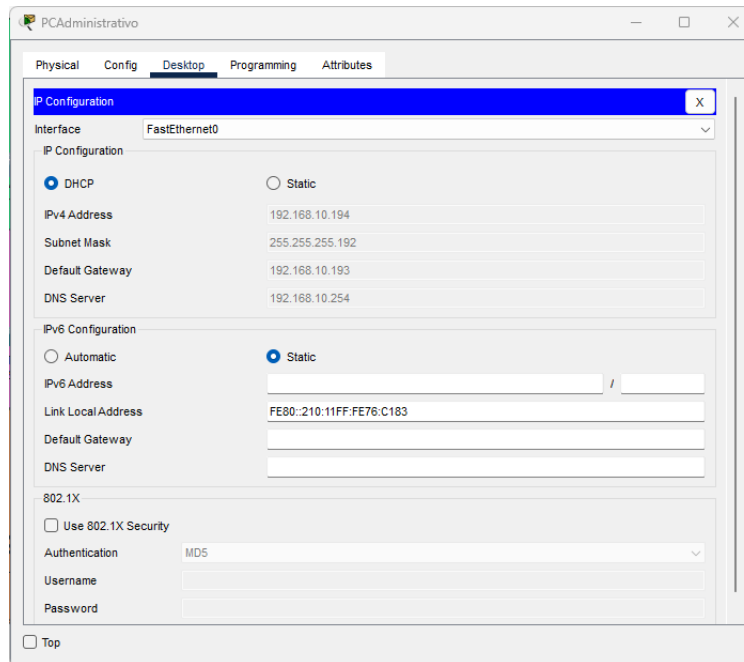 PCAdministrativo
Physical Config Desktop Programming Attributes
IP Configuration X
Interface FastEthernet0
IP Configuration
DHCP Static
IPv4 Address 192.168.10.194
Subnet Mask 255.255.255.192
Default Gateway 192.168.10.193
DNS Server 192.168.10.254
IPv6 Configuration
Automatic Static
IPv6 Address /
Link Local Address FE80::210:11FF:FE76:C183
Default Gateway
DNS Server
802.1X
Use 802.1X Security
Authentication MD5
Username
Password
Top